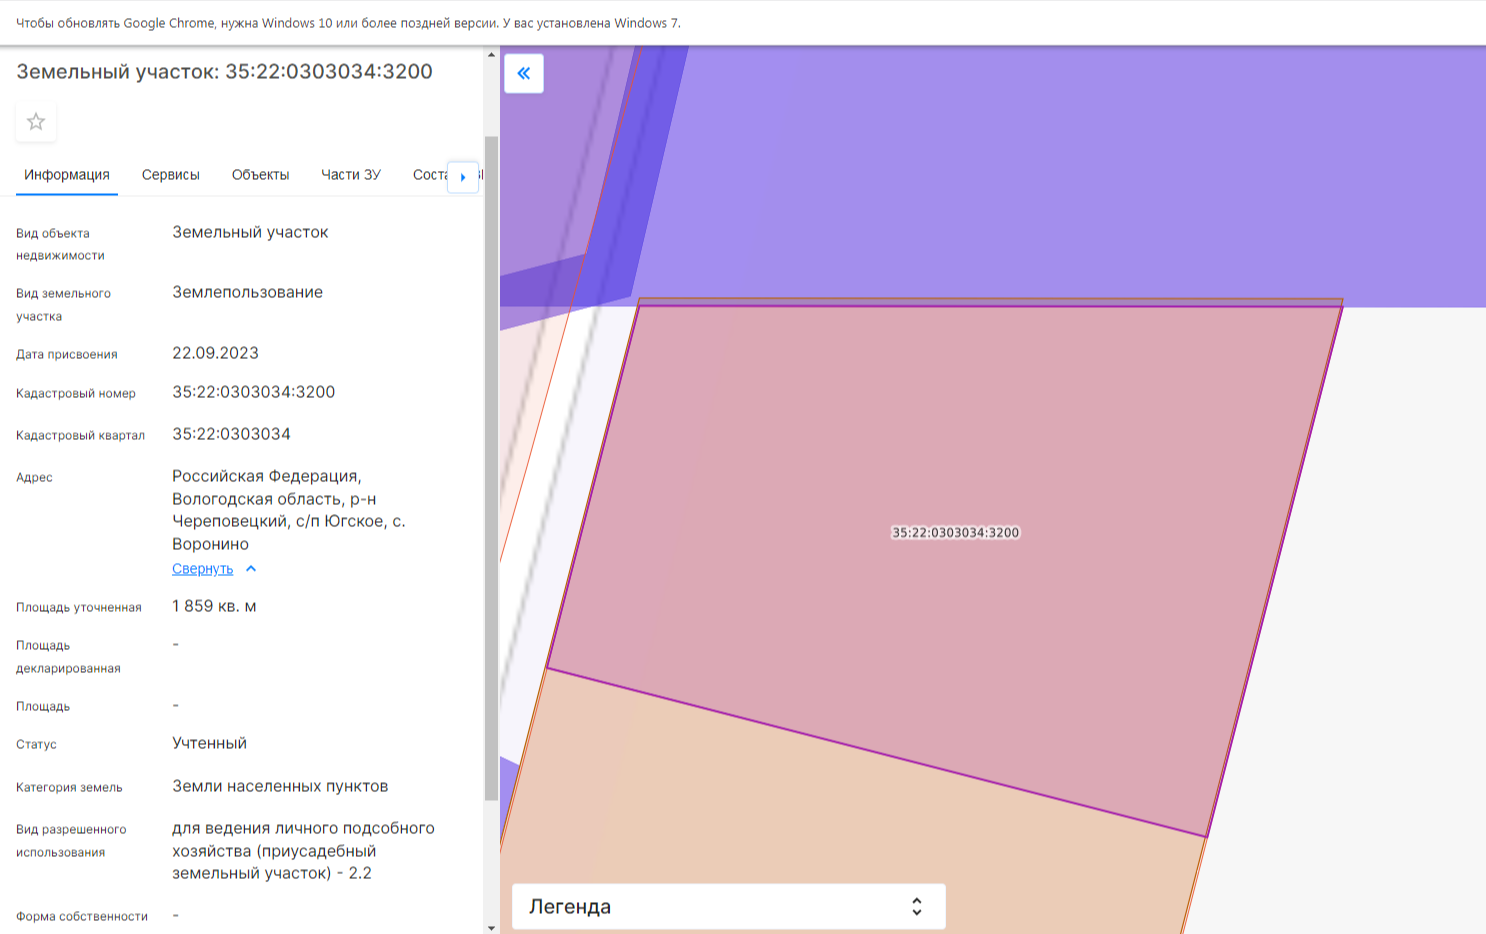 Чтобы обновлять Google Chrome, нужна Windows 10 или более поздней версии. У вас установлена Windows 7.
Земельный участок: 35:22:0303034:3200
Информация Сервисы Объекты Части ЗУ
Вид объекта недвижимости
Земельный участок
Вид земельного участка
Землепользование
Дата присвоения
22.09.2023
Кадастровый номер
35:22:0303034:3200
Кадастровый квартал
35:22:0303034
Адрес
Российская Федерация,
Вологодская область, р-н
Череповецкий, с/п Югское, с.
Воронино
Свернуть
Площадь уточненная
1 859 кв. м
Площадь декларированная
-
Площадь
-
Статус
Учтенный
Категория земель
Земли населенных пунктов
Вид разрешенного использования
для ведения личного подсобного
хозяйства (приусадебный
земельный участок) - 2.2
Форма собственности
-
35:22:0303034:3200
Легенда